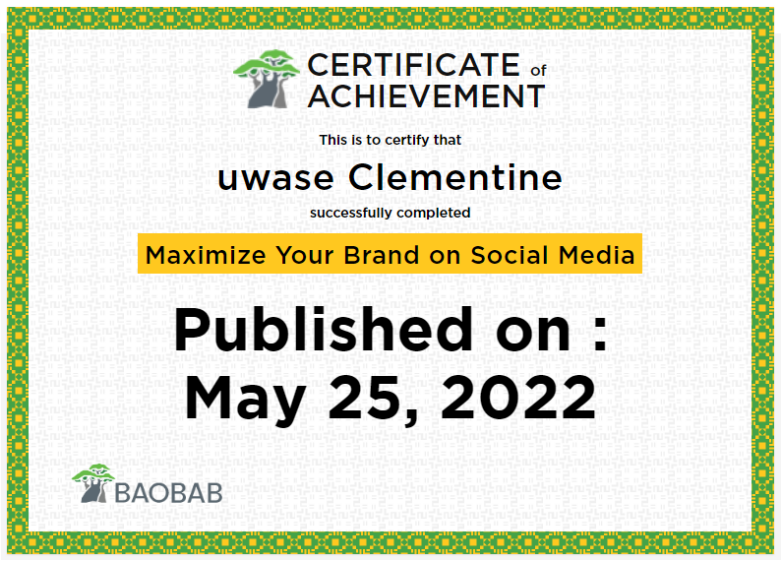 CERTIFICATE of
ACHIEVEMENT
This is to certify that
uwase Clementine
successfully completed
Maximize Your Brand on Social Media
Published on :
May 25, 2022
BAOBAB